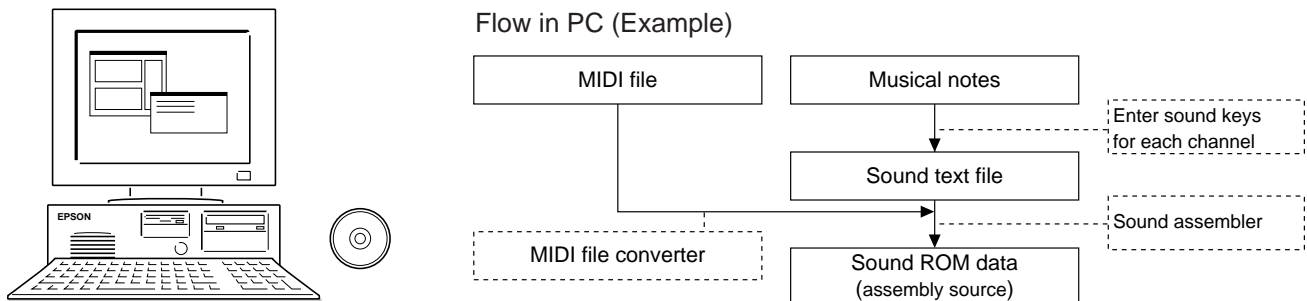 Flow in PC (Example)
MIDI file
Musical notes
Enter sound keys
for each channel
Sound text file
EPSON
Sound assembler
MIDI file converter
Sound ROM data
(assembly source)